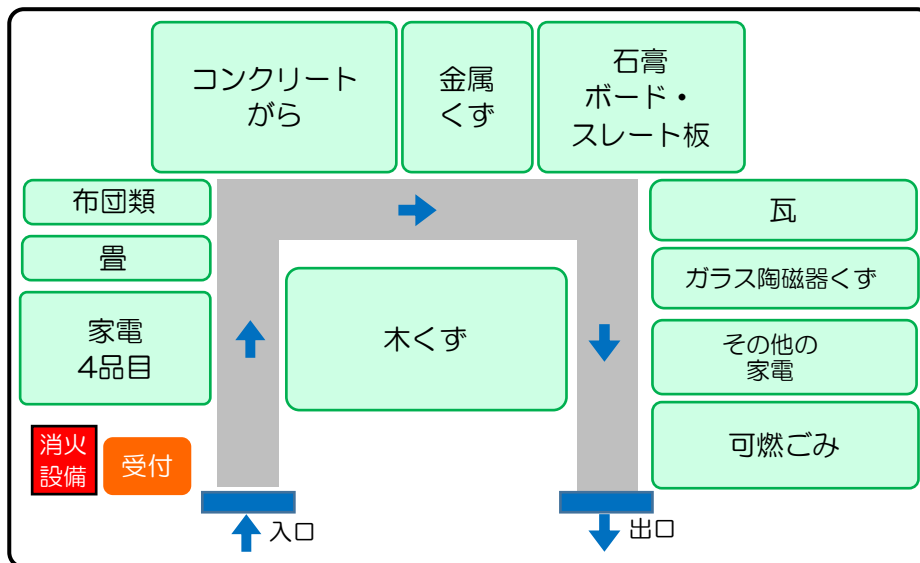 コンクリート
がら
金属
くず
石膏
ボード・
スレート板
布団類
畳
家電
4品目
木くず
瓦
ガラス陶磁器くず
その他の
家電
可燃ごみ
消火
設備
受付
入口
出口